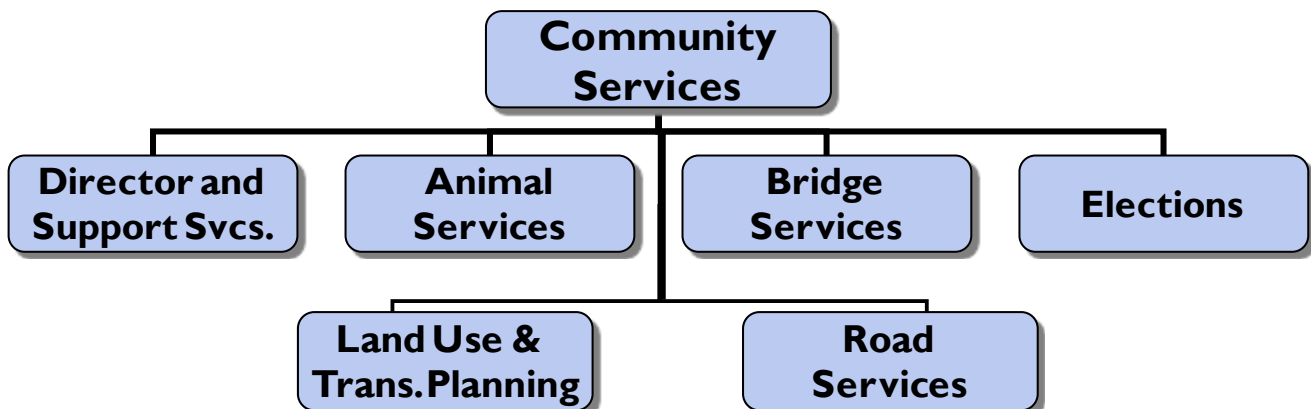 Community
Services
Director and
Support Svcs.
Animal
Services
Bridge
Services
Elections
Land Use &
Trans. Planning
Road
Services